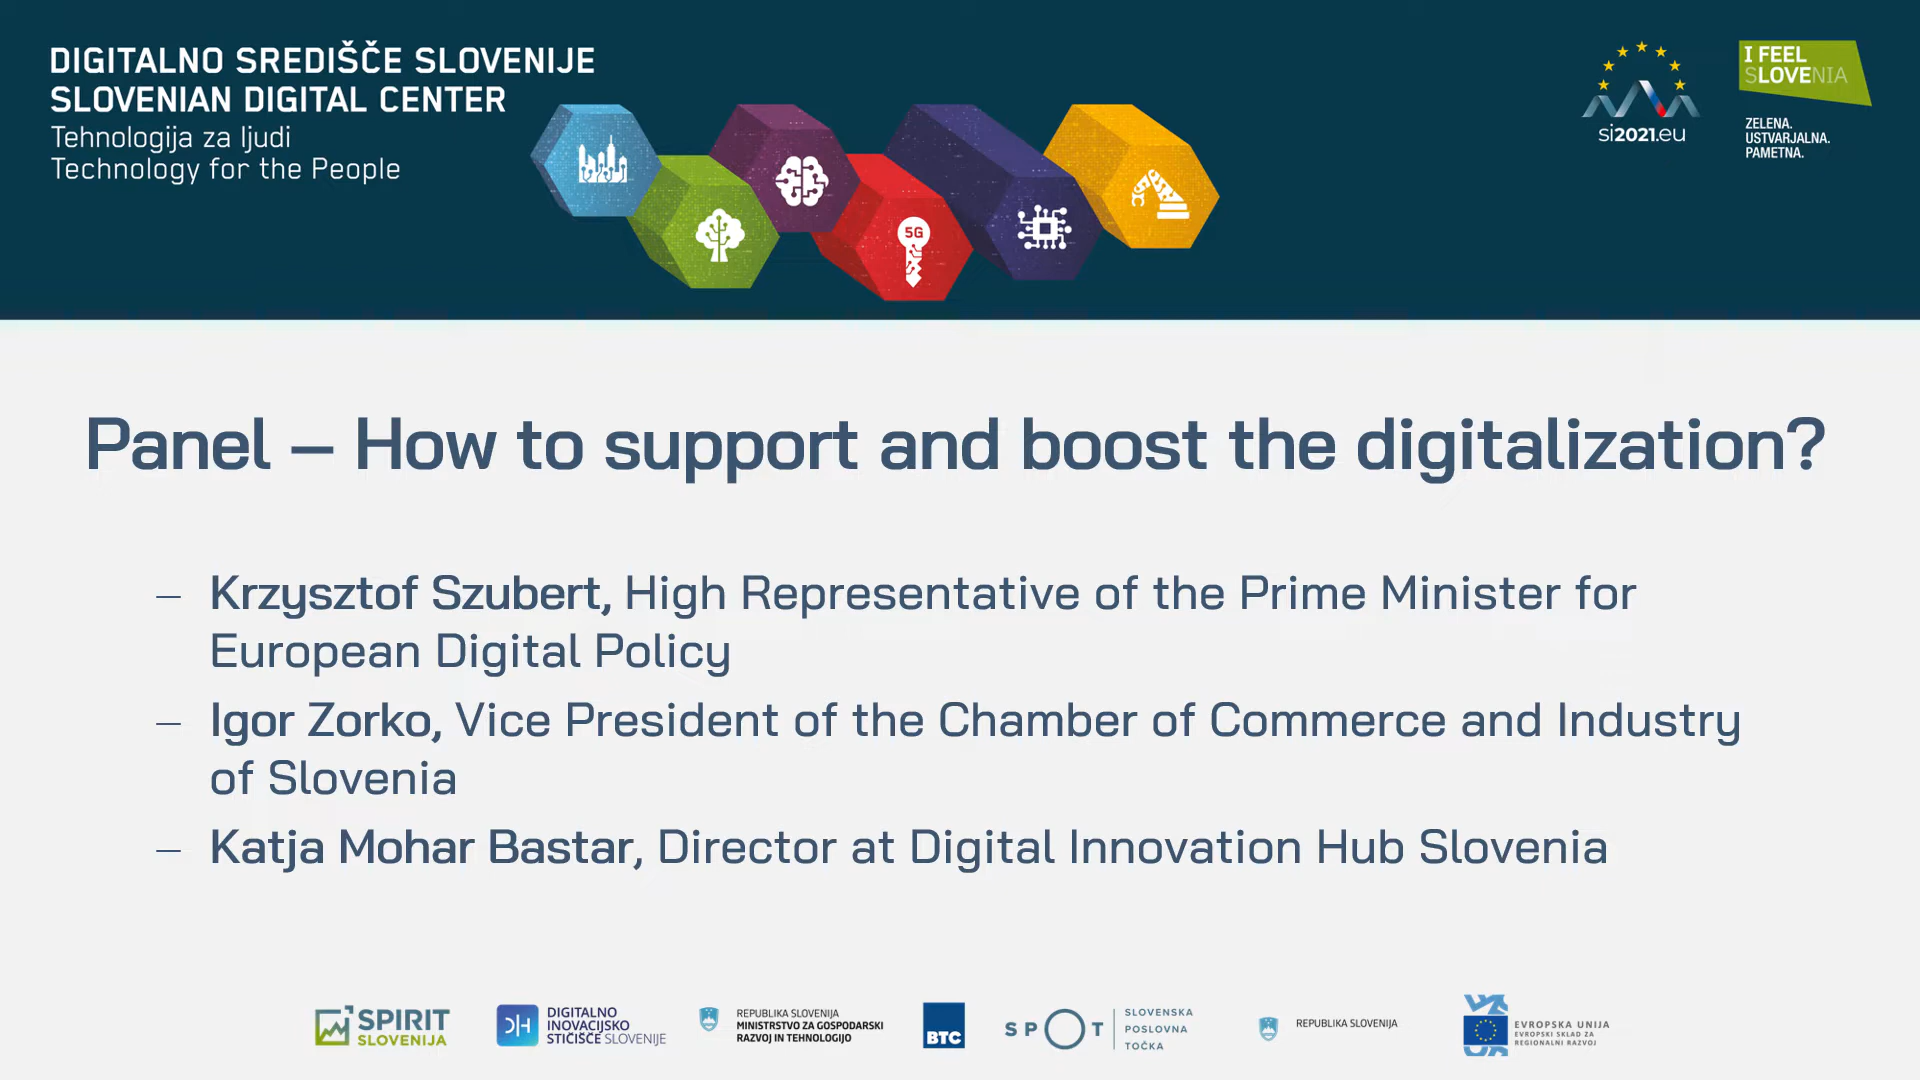 DIGITALNO SREDIŠČE SLOVENIJE
SLOVENIAN DIGITAL CENTER
Tehnologija za ljudi
Technology for the People
5G
si2021.eu
I FEEL
SLOVENIA
ZELENA.
USTVARJALNA.
PAMETNA.
Panel – How to support and boost the digitalization?
– Krzysztof Szubert, High Representative of the Prime Minister for
European Digital Policy
– Igor Zorko, Vice President of the Chamber of Commerce and Industry
of Slovenia
– Katja Mohar Bastar, Director at Digital Innovation Hub Slovenia
SPIRIT
SLOVENIJA
DIH
DIGITALNO
INOVACIJSKO
STIČIŠČE SLOVENIJE
REPUBLIKA SLOVENIJA
MINISTRSTVO ZA GOSPODARSKI
RAZVOJ IN TEHNOLOGIJO
BTC
SPOT
SLOVENSKA
POSLOVNA
TOČKA
REPUBLIKA SLOVENIJA
EVROPSKA UNIJA
EVROPSKI SKLAD ZA
REGIONALNI RAZVOJ